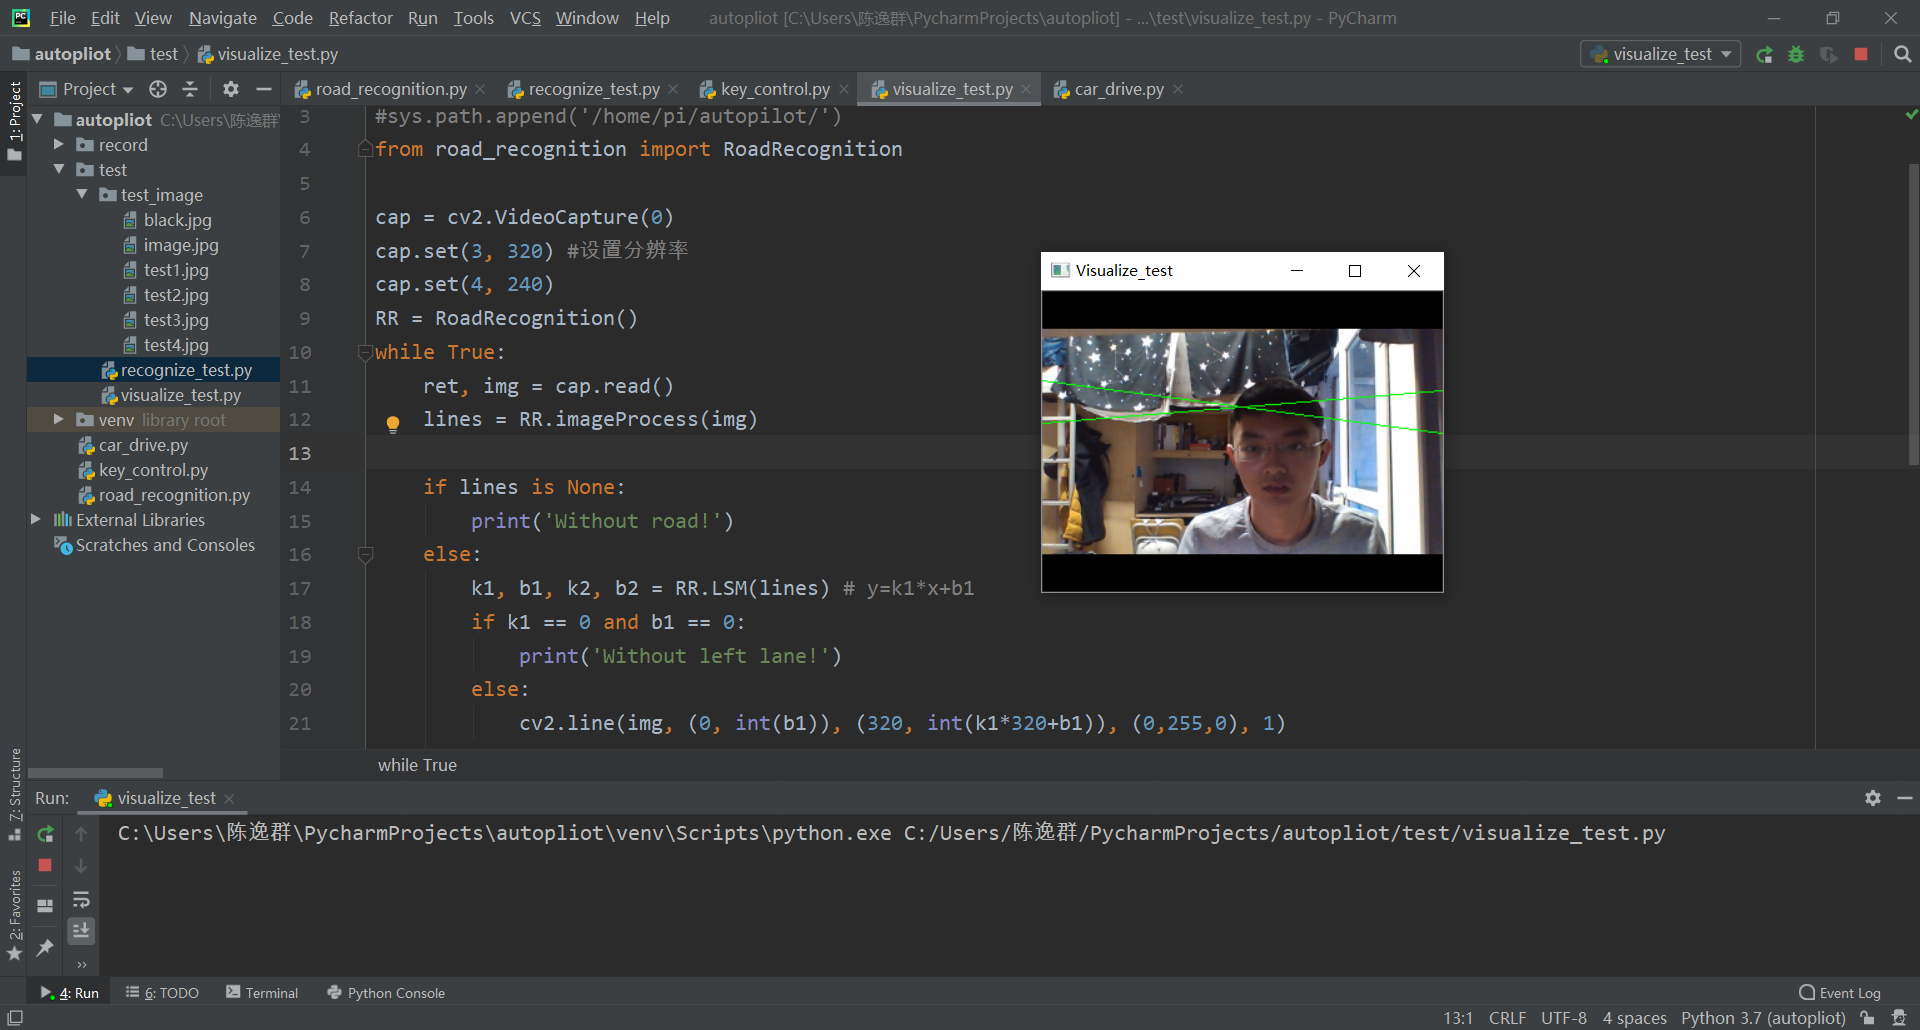 PC File Edit View Navigate Code Refactor Run Tools VCS Window Help autopliot [C:\Users\陈逸群\PycharmProjects\autopliot] - ...\test\visualize_test.py - PyCharm
autopliot test visualize_test.py visualize_test
1: Project
Project
road_recognition.py recognize_test.py key_control.py visualize_test.py car_drive.py
autopliot C:\Users\陈逸群
record
test
test_image
black.jpg
image.jpg
test1.jpg
test2.jpg
test3.jpg
test4.jpg
recognize_test.py
visualize_test.py
venv library root
car_drive.py
key_control.py
road_recognition.py
External Libraries
Scratches and Consoles
3 #sys.path.append('/home/pi/autopilot/')
4 from road_recognition import RoadRecognition
5
6 cap = cv2.VideoCapture(0)
7 cap.set(3, 320) #设置分辨率
8 cap.set(4, 240)
9 RR = RoadRecognition()
10 while True:
11 ret, img = cap.read()
12 lines = RR.imageProcess(img)
13
14 if lines is None:
15 print('Without road!')
16 else:
17 k1, b1, k2, b2 = RR.LSM(lines) # y=k1*x+b1
18 if k1 == 0 and b1 == 0:
19 print('Without left lane!')
20 else:
21 cv2.line(img, (0, int(b1)), (320, int(k1*320+b1)), (0,255,0), 1)
while True
Visualize_test
7: Structure
2: Favorites
Run: visualize_test
C:\Users\陈逸群\PycharmProjects\autopliot\venv\Scripts\python.exe C:/Users/陈逸群/PycharmProjects/autopliot/test/visualize_test.py
4: Run 6: TODO Terminal Python Console Event Log
13:1 CRLF UTF-8 4 spaces Python 3.7 (autopliot)